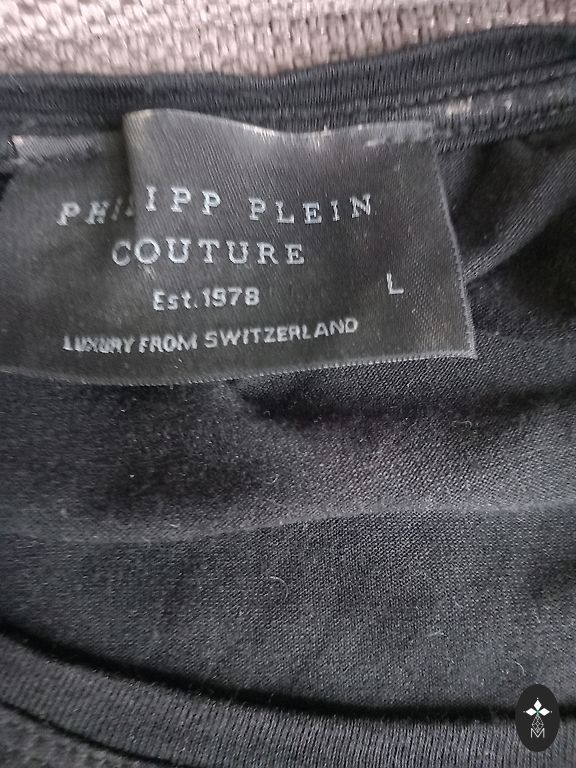 PHILIPP PLEIN
COUTURE
Est.1978
L
LUXURY FROM SWITZERLAND
M